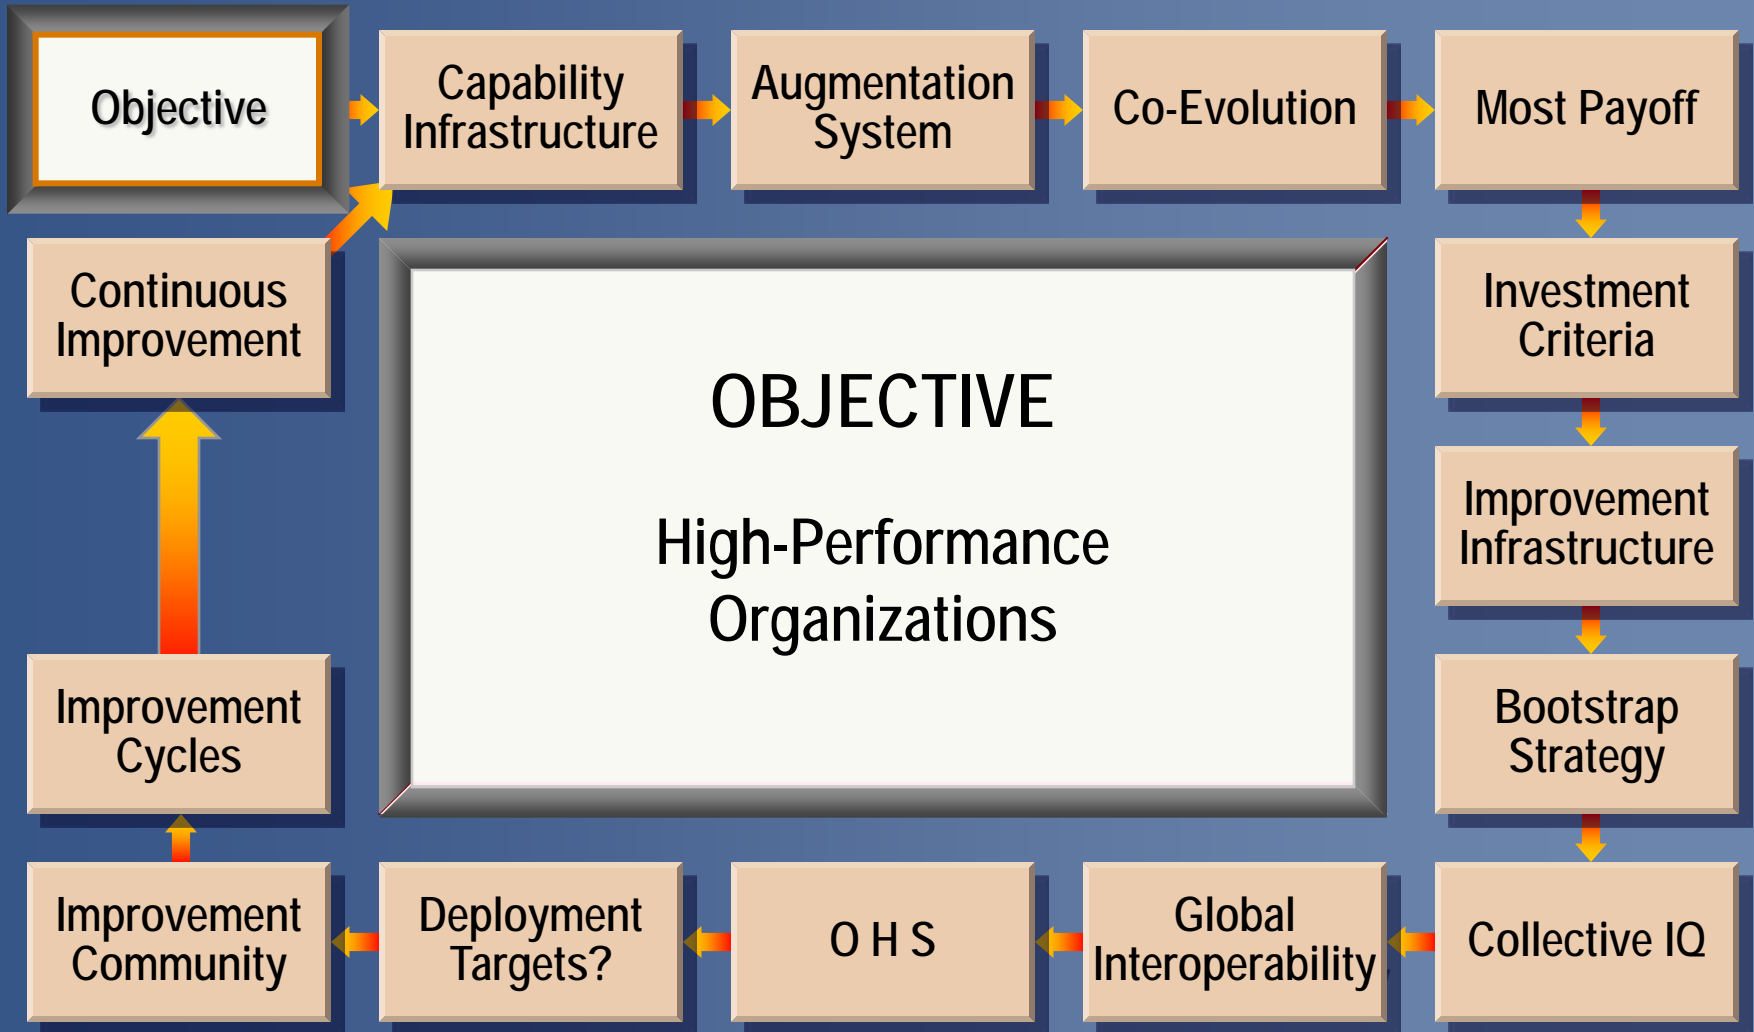 Objective
Capability
Infrastructure
Augmentation
System
Co-Evolution
Most Payoff
Continuous
Improvement
OBJECTIVE
High-Performance
Organizations
Investment
Criteria
Improvement
Infrastructure
Improvement
Cycles
Bootstrap
Strategy
Improvement
Community
Deployment
Targets?
O H S
Global
Interoperability
Collective IQ